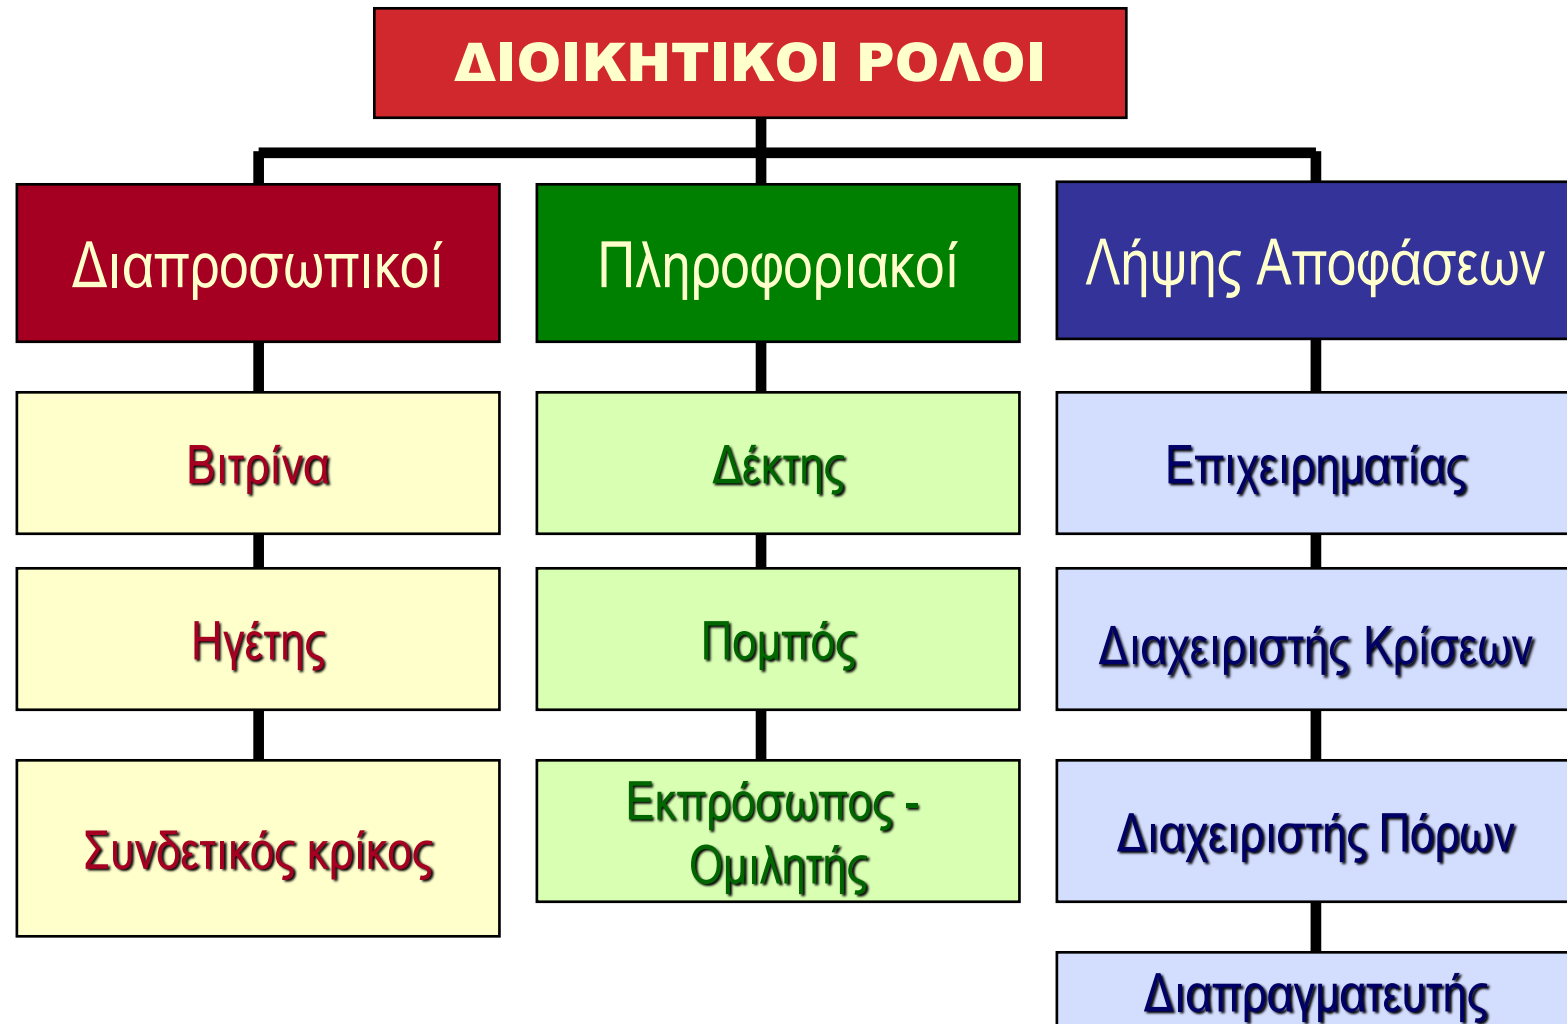 ΔΙΟΙΚΗΤΙΚΟΙ ΡΟΛΟΙ
Διαπροσωπικοί
Πληροφοριακοί
Λήψης Αποφάσεων
Βιτρίνα
Δέκτης
Επιχειρηματίας
Ηγέτης
Πομπός
Διαχειριστής Κρίσεων
Συνδετικός κρίκος
Εκπρόσωπος -
Ομιλητής
Διαχειριστής Πόρων
Διαπραγματευτής